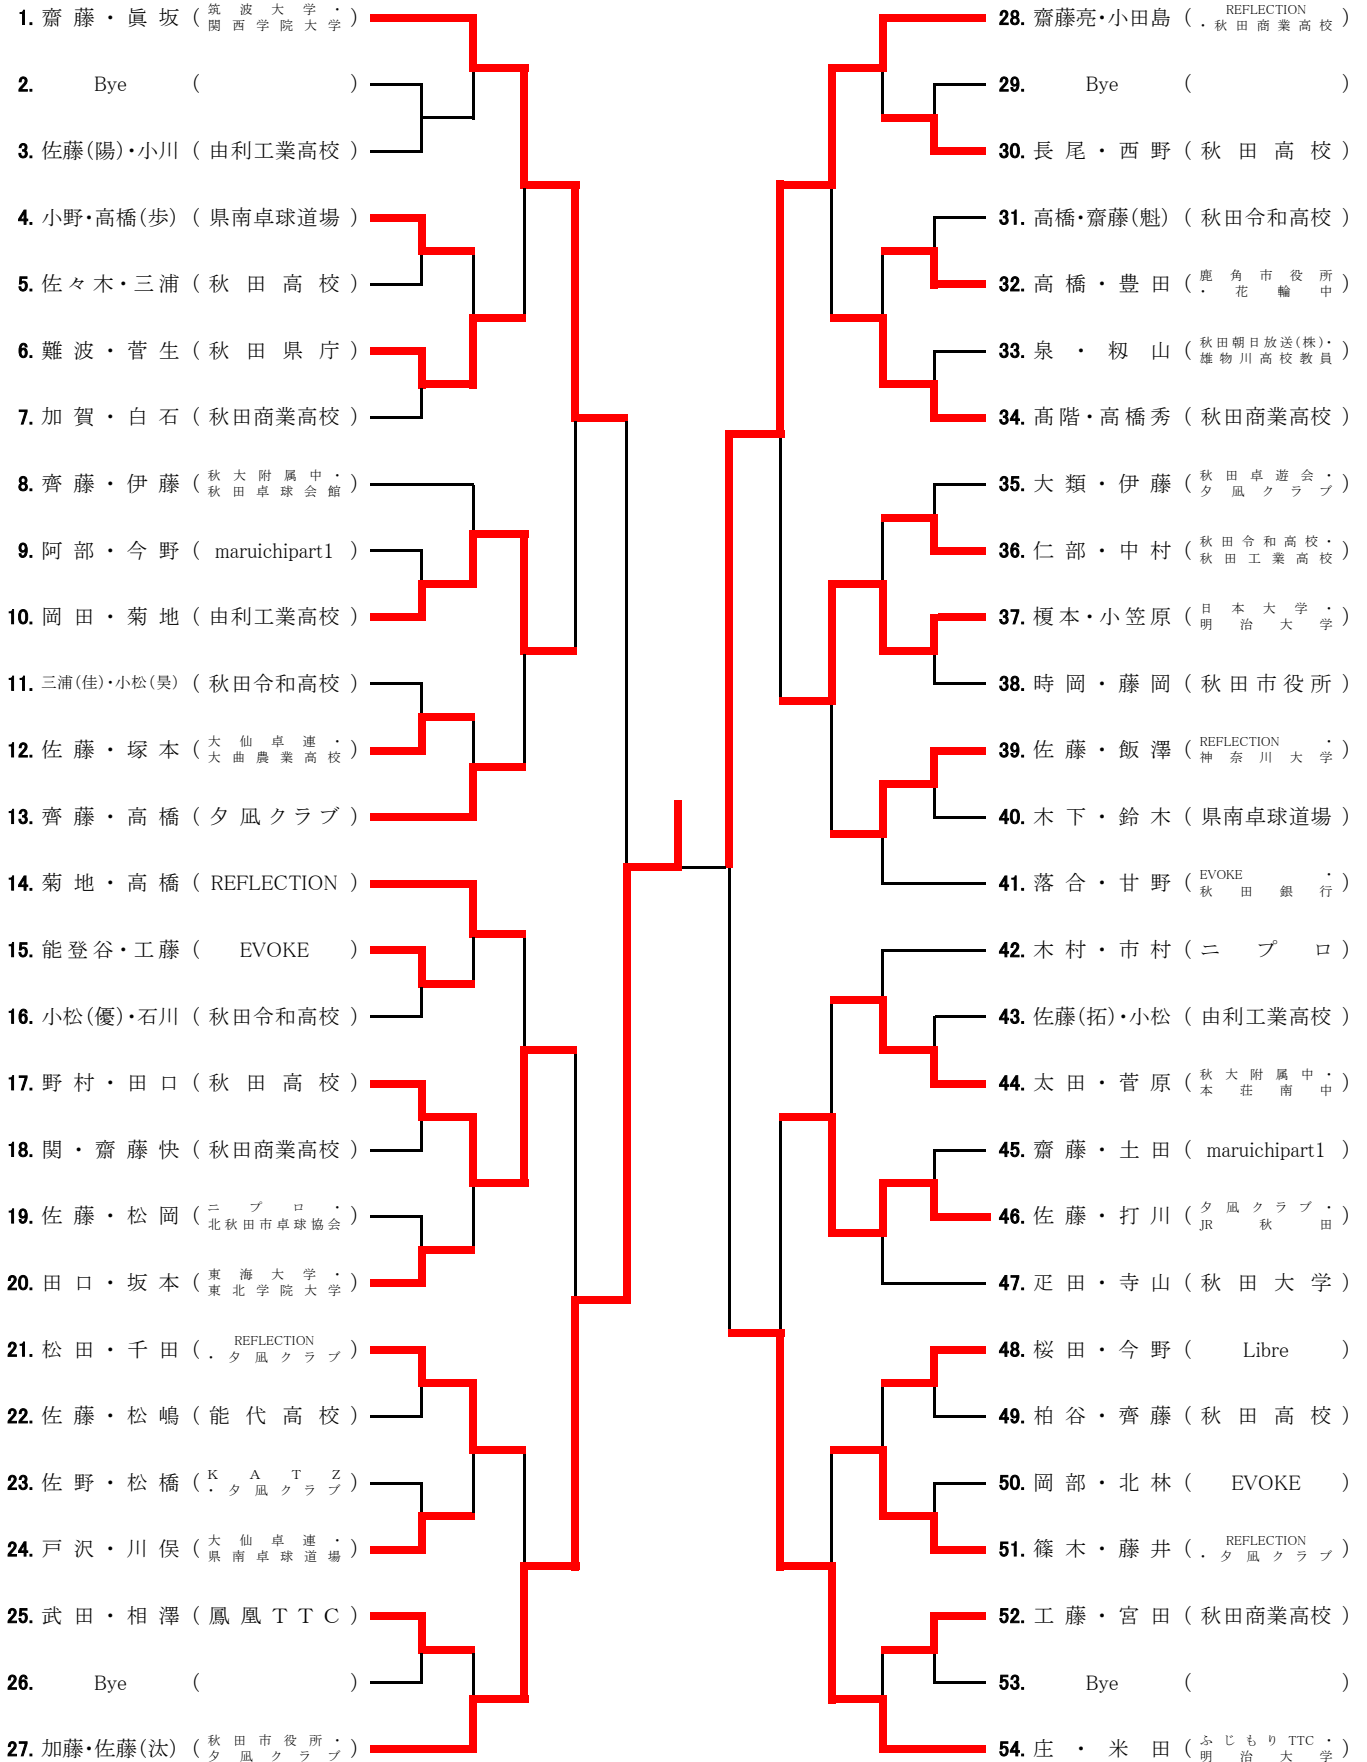 1. 齋藤・眞坂 (筑波大学・関西学院大学)
2. Bye ( )
3. 佐藤(陽)・小川 (由利工業高校)
4. 小野・高橋(歩) (県南卓球道場)
5. 佐々木・三浦 (秋田高校)
6. 難波・菅生 (秋田県庁)
7. 加賀・白石 (秋田商業高校)
8. 齊藤・伊藤 (秋大附属中・秋田卓球会館)
9. 阿部・今野 (maruichipart1)
10. 岡田・菊地 (由利工業高校)
11. 三浦(佳)・小松(昊) (秋田令和高校)
12. 佐藤・塚本 (大仙卓連・大曲農業高校)
13. 齊藤・高橋 (夕凪クラブ)
14. 菊地・高橋 (REFLECTION)
15. 能登谷・工藤 (EVOKE)
16. 小松(優)・石川 (秋田令和高校)
17. 野村・田口 (秋田高校)
18. 関・齋藤快 (秋田商業高校)
19. 佐藤・松岡 (ニプロ・北秋田市卓球協会)
20. 田口・坂本 (東海大学・東北学院大学)
21. 松田・千田 (REFLECTION・夕凪クラブ)
22. 佐藤・松嶋 (能代高校)
23. 佐野・松橋 (KATZ・夕凪クラブ)
24. 戸沢・川俣 (大仙卓連・県南卓球道場)
25. 武田・相澤 (鳳凰TTC)
26. Bye ( )
27. 加藤・佐藤(汰) (秋田市役所・夕凪クラブ)
28. 齋藤亮・小田島 (REFLECTION・秋田商業高校)
29. Bye ( )
30. 長尾・西野 (秋田高校)
31. 高橋・齋藤(魁) (秋田令和高校)
32. 高橋・豊田 (鹿角市役所・花輪中)
33. 泉・籾山 (秋田朝日放送(株)・雄物川高校教員)
34. 髙階・高橋秀 (秋田商業高校)
35. 大類・伊藤 (秋田卓遊会・夕凪クラブ)
36. 仁部・中村 (秋田令和高校・秋田工業高校)
37. 榎本・小笠原 (日本大学・明治大学)
38. 時岡・藤岡 (秋田市役所)
39. 佐藤・飯澤 (REFLECTION・神奈川大学)
40. 木下・鈴木 (県南卓球道場)
41. 落合・甘野 (EVOKE・秋田銀行)
42. 木村・市村 (ニプロ)
43. 佐藤(拓)・小松 (由利工業高校)
44. 太田・菅原 (秋大附属中・本荘南中)
45. 齋藤・土田 (maruichipart1)
46. 佐藤・打川 (夕凪クラブ・JR秋田)
47. 疋田・寺山 (秋田大学)
48. 桜田・今野 (Libre)
49. 柏谷・齊藤 (秋田高校)
50. 岡部・北林 (EVOKE)
51. 篠木・藤井 (REFLECTION・夕凪クラブ)
52. 工藤・宮田 (秋田商業高校)
53. Bye ( )
54. 庄・米田 (ふじもりTTC・明治大学)